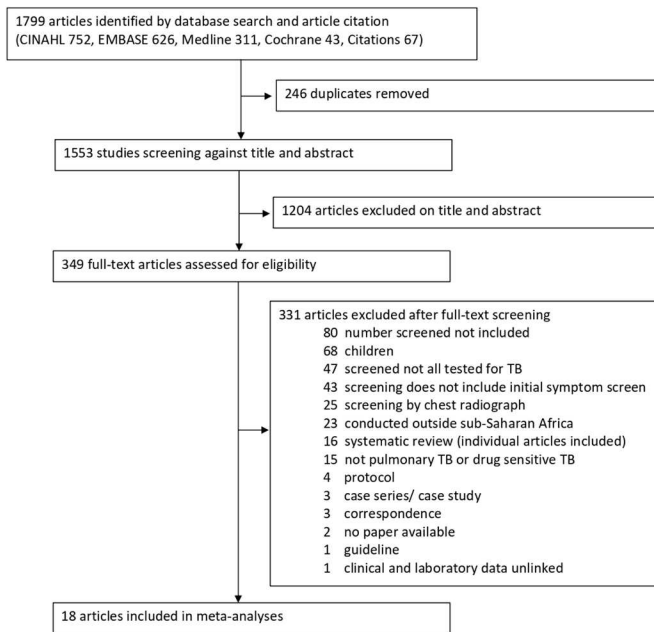 1799 articles identified by database search and article citation
(CINAHL 752, EMBASE 626, Medline 311, Cochrane 43, Citations 67)
246 duplicates removed
1553 studies screening against title and abstract
1204 articles excluded on title and abstract
349 full-text articles assessed for eligibility
331 articles excluded after full-text screening
80 number screened not included
68 children
47 screened not all tested for TB
43 screening does not include initial symptom screen
25 screening by chest radiograph
23 conducted outside sub-Saharan Africa
16 systematic review (individual articles included)
15 not pulmonary TB or drug sensitive TB
4 protocol
3 case series/ case study
3 correspondence
2 no paper available
1 guideline
1 clinical and laboratory data unlinked
18 articles included in meta-analyses